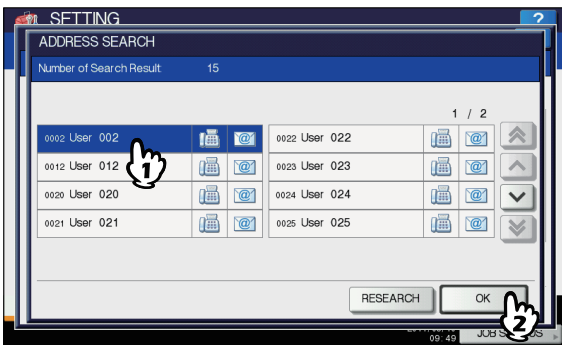 SETTING
?
ADDRESS SEARCH
Number of Search Result 15
1 / 2
0002 User 002
0022 User 022
0012 User 012
0023 User 023
0020 User 020
0024 User 024
0021 User 021
0025 User 025
RESEARCH
OK
1
2
09:49
JOB